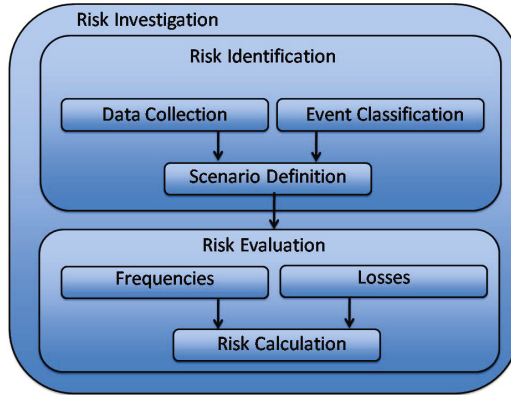 Risk Investigation
Risk Identification
Data Collection
Event Classification
Scenario Definition
Risk Evaluation
Frequencies
Losses
Risk Calculation